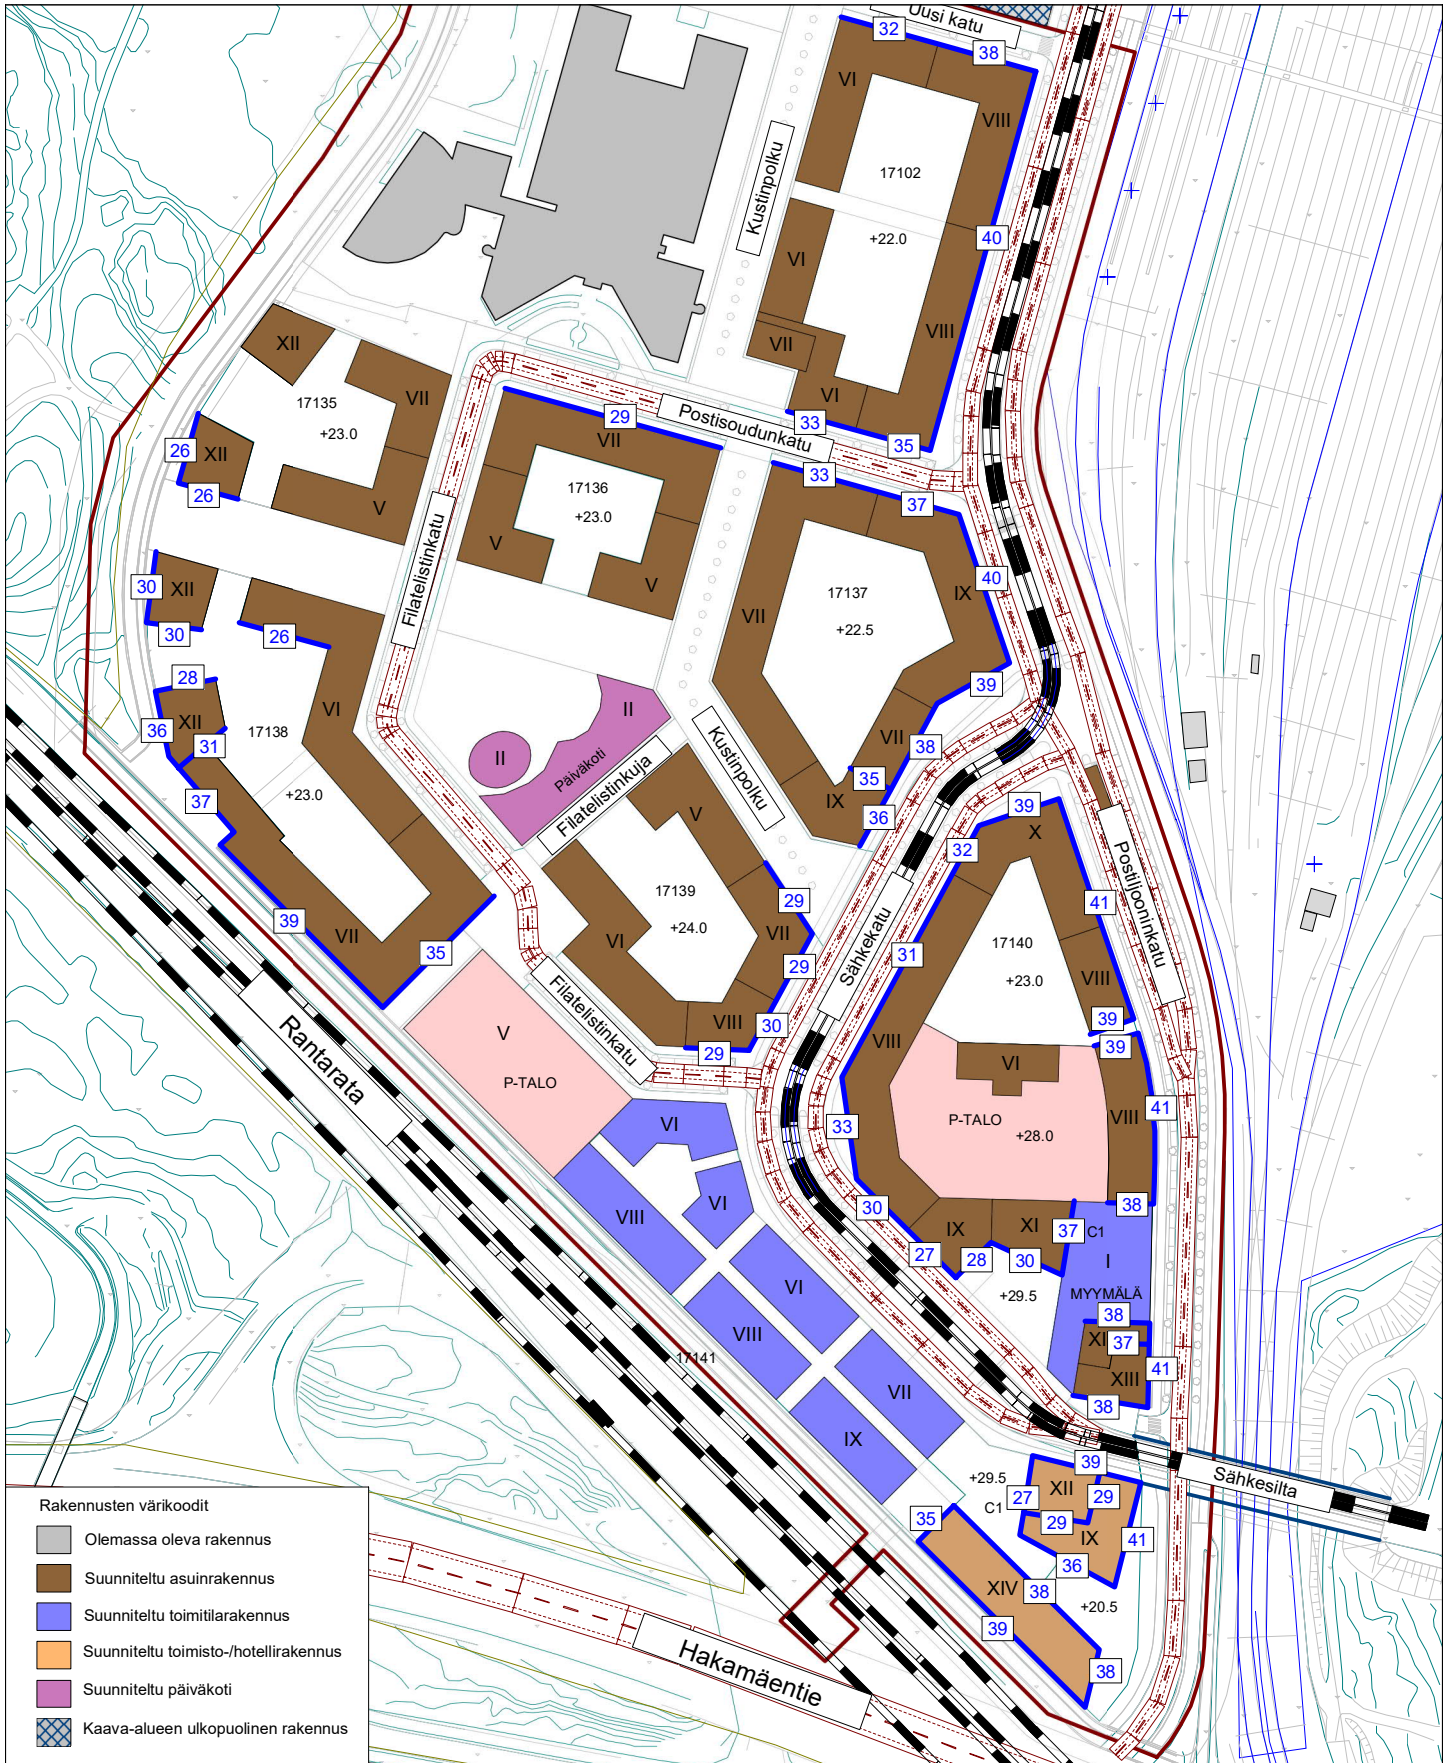 Uusi katu
32
38
VI
VIII
17102
Kustinpolku
+22.0
40
VI
VIII
VII
VI
33
35
XII
17135
+23.0
VII
26
XII
26
V
29
VII
Postisoudunkatu
17136
+23.0
V
V
Filatelistinkatu
33
37
40
17137
+22.5
IX
VII
39
VII
38
35
IX
36
30
XII
30
26
28
XII
36
31
17138
VI
+23.0
37
39
VII
35
II
II
Päiväkoti
Filatelistinkuja
Kustinpolku
V
17139
+24.0
29
VI
VII
29
VIII
30
29
Filatelistinkatu
Sähkekatu
39
X
32
41
Postiljooninkatu
31
17140
+23.0
VIII
39
39
VIII
VI
P-TALO
+28.0
VIII
41
33
30
38
IX
XI
37
C1
27
28
30
I
+29.5
MYYMÄLÄ
38
XI
37
XIII
41
38
Rantarata
V
P-TALO
VI
VI
VIII
VI
VIII
17141
VII
IX
Sähkesilta
39
+29.5
XII
27
29
C1
29
IX
41
35
36
XIV
38
+20.5
39
38
Hakamäentie
Rakennusten värikoodit
Olemassa oleva rakennus
Suunniteltu asuinrakennus
Suunniteltu toimitilarakennus
Suunniteltu toimisto-/hotellirakennus
Suunniteltu päiväkoti
Kaava-alueen ulkopuolinen rakennus